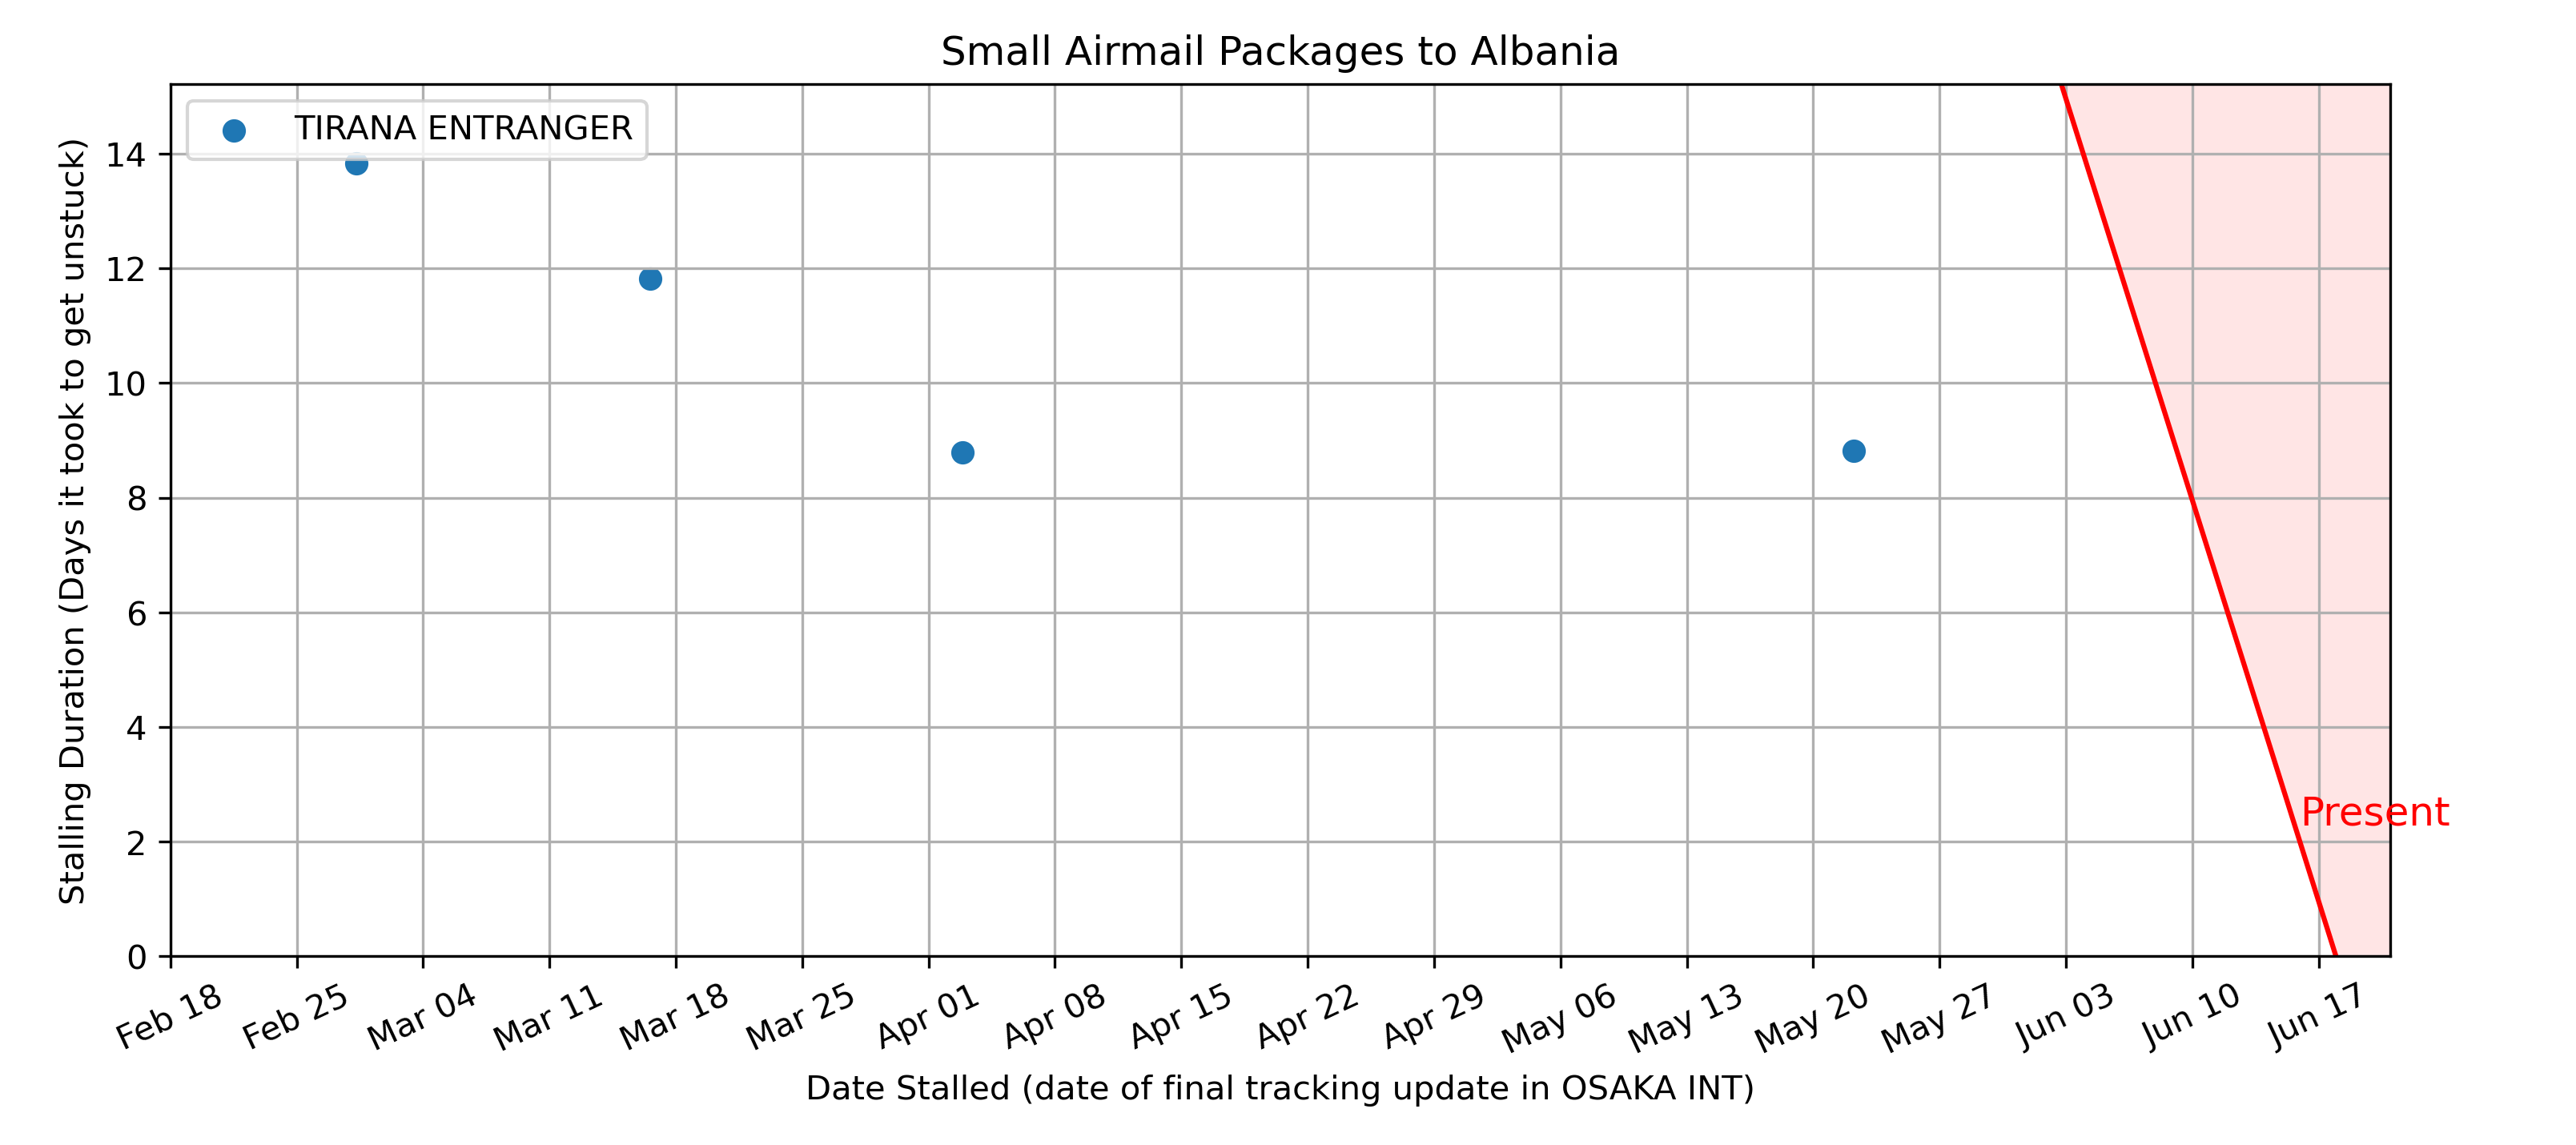 Small Airmail Packages to Albania
TIRANA ENTRANGER
Stalling Duration (Days it took to get unstuck)
14
12
10
8
6
4
2
0
Present
Feb 18
Feb 25
Mar 04
Mar 11
Mar 18
Mar 25
Apr 01
Apr 08
Apr 15
Apr 22
Apr 29
May 06
May 13
May 20
May 27
Jun 03
Jun 10
Jun 17
Date Stalled (date of final tracking update in OSAKA INT)